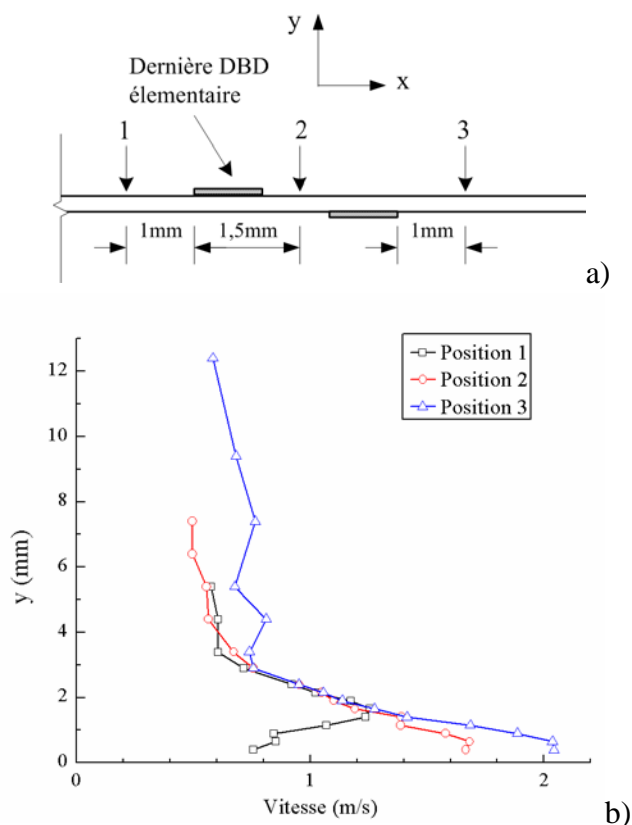 y
x
Dernière DBD
élementaire
1
2
3
1mm
1,5mm
1mm
a)
12
10
8
6
4
2
0
y (mm)
Position 1
Position 2
Position 3
0
1
2
Vitesse (m/s)
b)